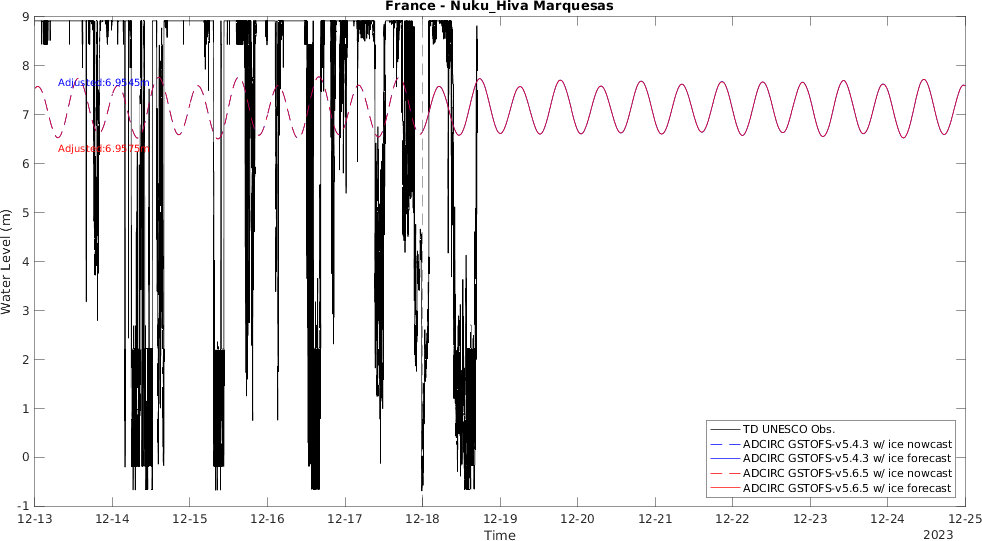 France - Nuku_Hiva Marquesas
Water Level (m)
9
8
7
6
5
4
3
2
1
0
-1
Adjusted:6.9545m
Adjusted:6.9575m
TD UNESCO Obs.
ADCIRC GSTOFS-v5.4.3 w/ ice nowcast
ADCIRC GSTOFS-v5.4.3 w/ ice forecast
ADCIRC GSTOFS-v5.6.5 w/ ice nowcast
ADCIRC GSTOFS-v5.6.5 w/ ice forecast
12-13 12-14 12-15 12-16 12-17 12-18 12-19 12-20 12-21 12-22 12-23 12-24 12-25
Time
2023